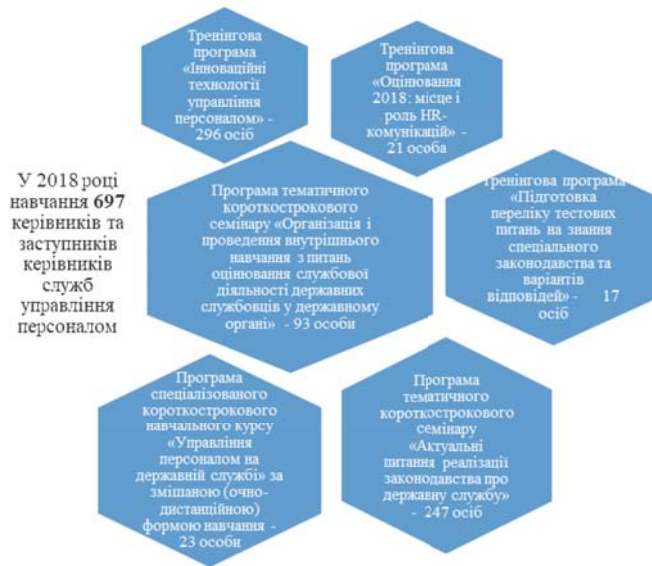 Тренінгова
програма
«Інноваційні
технології
управління
персоналом» -
296 осіб
Тренінгова
програма
«Оцінювання
2018: місце і
роль HR-
комунікацій» -
21 особа
У 2018 році
навчання 697
керівників та
заступників
керівників
служб
управління
персоналом
Програма тематичного
короткострокового
семінару «Організація і
проведення внутрішнього
навчання з питань
оцінювання службової
діяльності державних
службовців у державному
органі» - 93 особи
Тренінгова програма
«Підготовка
переліку тестових
питань на знання
спеціального
законодавства та
варіантів
відповідей» - 17
осіб
Програма
спеціалізованого
короткострокового
навчального курсу
«Управління
персоналом на
державній службі» за
змішаною (очно-
дистанційною)
формою навчання -
23 особи
Програма
тематичного
короткострокового
семінару
«Актуальні
питання реалізації
законодавства про
державну службу»
- 247 осіб